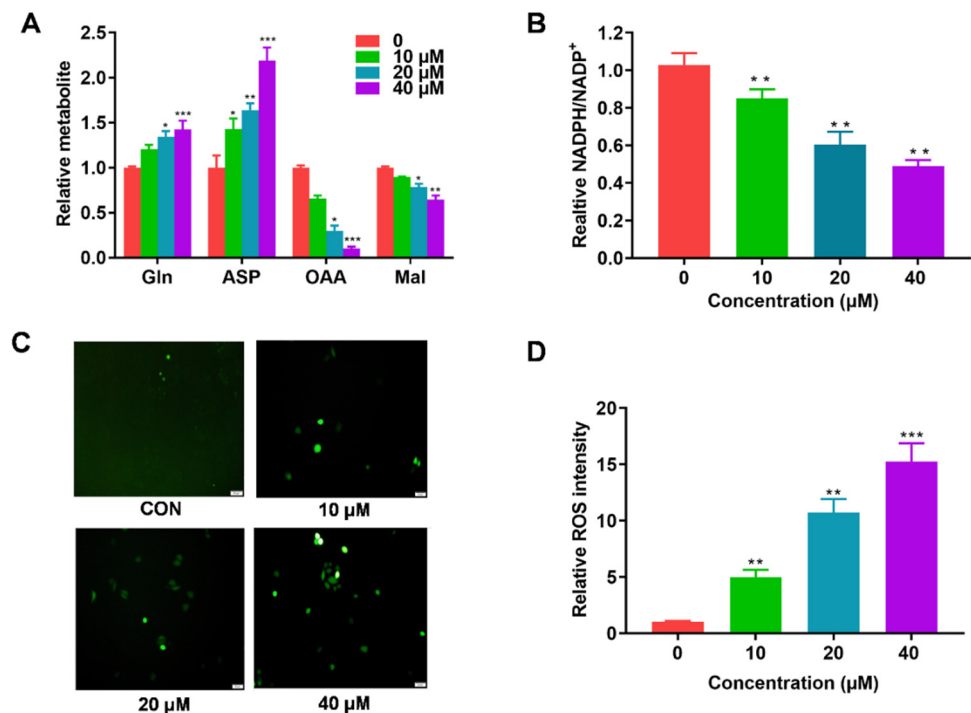 A
Relative metabolite
2.5
2.0
1.5
1.0
0.5
0.0
0
10 µM
20 µM
40 µM
* ***
* ** ***
* ***
* **
Gln ASP OAA Mal
B
Realtive NADPH/NADP+
1.2
1.0
0.8
0.6
0.4
0.2
0.0
* *
* *
* *
0 10 20 40
Concentration (µM)
C
CON
10 µM
20 µM
40 µM
D
Relative ROS intensity
20
15
10
5
0
**
**
***
0 10 20 40
Concentration (µM)